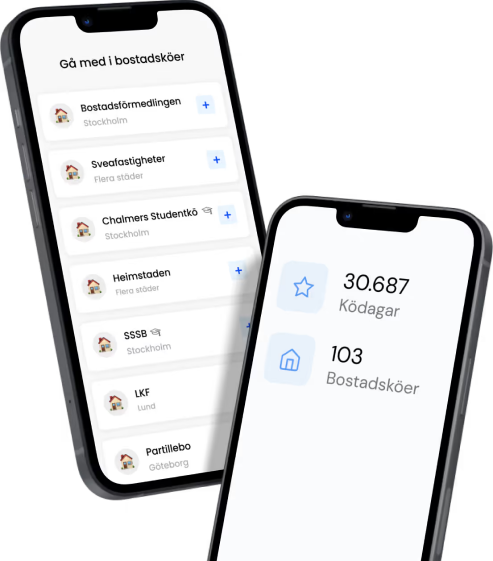 Gå med i bostadsköer
Bostadsförmedlingen
Stockholm
Sveafastigheter
Flera städer
Chalmers Studentkö
Stockholm
Heimstaden
Flera städer
SSSB
Stockholm
LKF
Lund
Partillebo
Göteborg
30.687
Ködagar
103
Bostadsköer